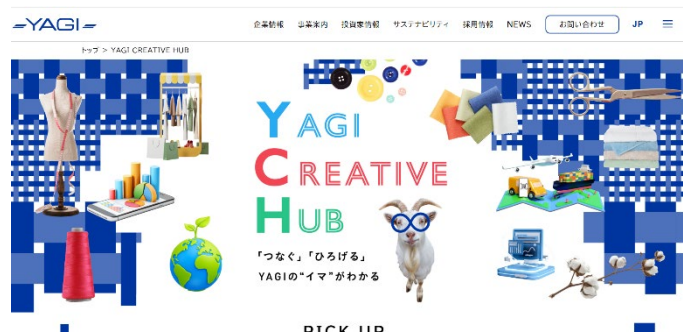 YAGI
企業情報 事業案内 投資家情報 サステナビリティ 採用情報 NEWS お問い合わせ JP
トップ > YAGI CREATIVE HUB
YAGI
CREATIVE
HUB
「つなぐ」「ひろげる」
YAGIの“イマ”がわかる
PICK UP